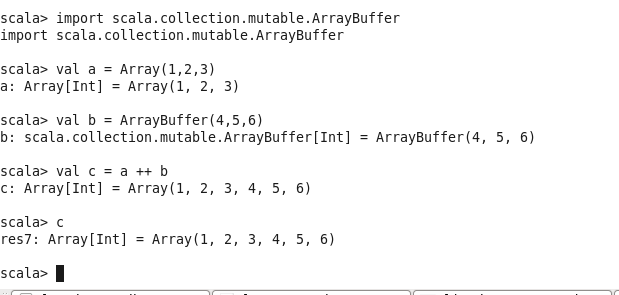 scala> import scala.collection.mutable.ArrayBuffer
import scala.collection.mutable.ArrayBuffer
scala> val a = Array(1,2,3)
a: Array[Int] = Array(1, 2, 3)
scala> val b = ArrayBuffer(4,5,6)
b: scala.collection.mutable.ArrayBuffer[Int] = ArrayBuffer(4, 5, 6)
scala> val c = a ++ b
c: Array[Int] = Array(1, 2, 3, 4, 5, 6)
scala> c
res7: Array[Int] = Array(1, 2, 3, 4, 5, 6)
scala>